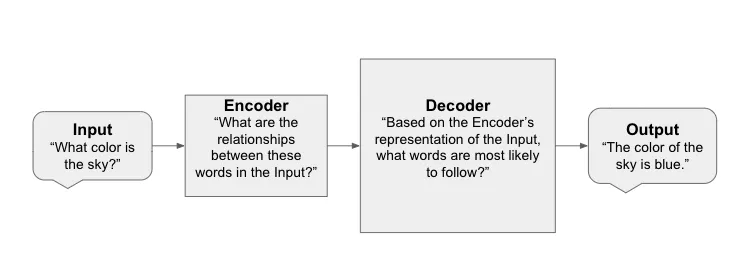 Input
“What color is
the sky?”
Encoder
“What are the
relationships
between these
words in the Input?”
Decoder
“Based on the Encoder’s
representation of the Input,
what words are most likely
to follow?”
Output
“The color of the
sky is blue.”